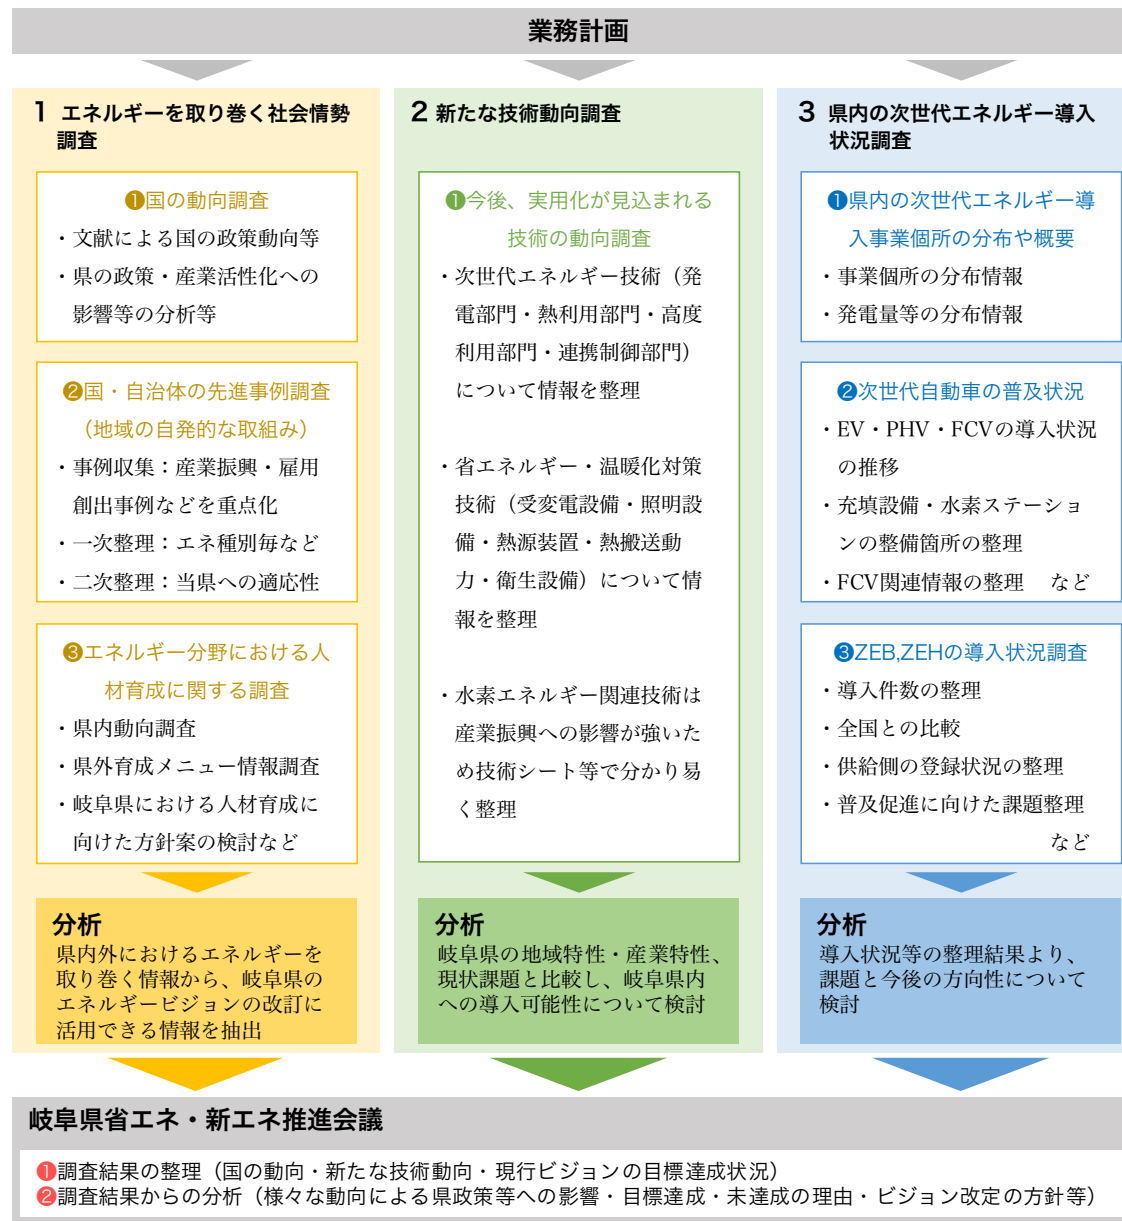 業務計画
1 エネルギーを取り巻く社会情勢
調査
❶国の動向調査
・文献による国の政策動向等
・県の政策・産業活性化への
影響等の分析等
❷国・自治体の先進事例調査
（地域の自発的な取組み）
・事例収集：産業振興・雇用
創出事例などを重点化
・一次整理：エネ種別毎など
・二次整理：当県への適応性
❸エネルギー分野における人
材育成に関する調査
・県内動向調査
・県外育成メニュー情報調査
・岐阜県における人材育成に
向けた方針案の検討など
分析
県内外におけるエネルギーを
取り巻く情報から、岐阜県の
エネルギービジョンの改訂に
活用できる情報を抽出
2 新たな技術動向調査
❶今後、実用化が見込まれる
技術の動向調査
・次世代エネルギー技術（発
電部門・熱利用部門・高度
利用部門・連携制御部門）
について情報を整理
・省エネルギー・温暖化対策
技術（受変電設備・照明設
備・熱源装置・熱搬送動
力・衛生設備）について情
報を整理
・水素エネルギー関連技術は
産業振興への影響が強いた
め技術シート等で分かり易
く整理
分析
岐阜県の地域特性・産業特性、
現状課題と比較し、岐阜県内
への導入可能性について検討
3 県内の次世代エネルギー導入
状況調査
❶県内の次世代エネルギー導
入事業個所の分布や概要
・事業個所の分布情報
・発電量等の分布情報
❷次世代自動車の普及状況
・EV・PHV・FCVの導入状況
の推移
・充填設備・水素ステーショ
ンの整備箇所の整理
・FCV関連情報の整理　など
❸ZEB,ZEHの導入状況調査
・導入件数の整理
・全国との比較
・供給側の登録状況の整理
・普及促進に向けた課題整理
など
分析
導入状況等の整理結果より、
課題と今後の方向性について
検討
岐阜県省エネ・新エネ推進会議
❶調査結果の整理（国の動向・新たな技術動向・現行ビジョンの目標達成状況）
❷調査結果からの分析（様々な動向による県政策等への影響・目標達成・未達成の理由・ビジョン改定の方針等）